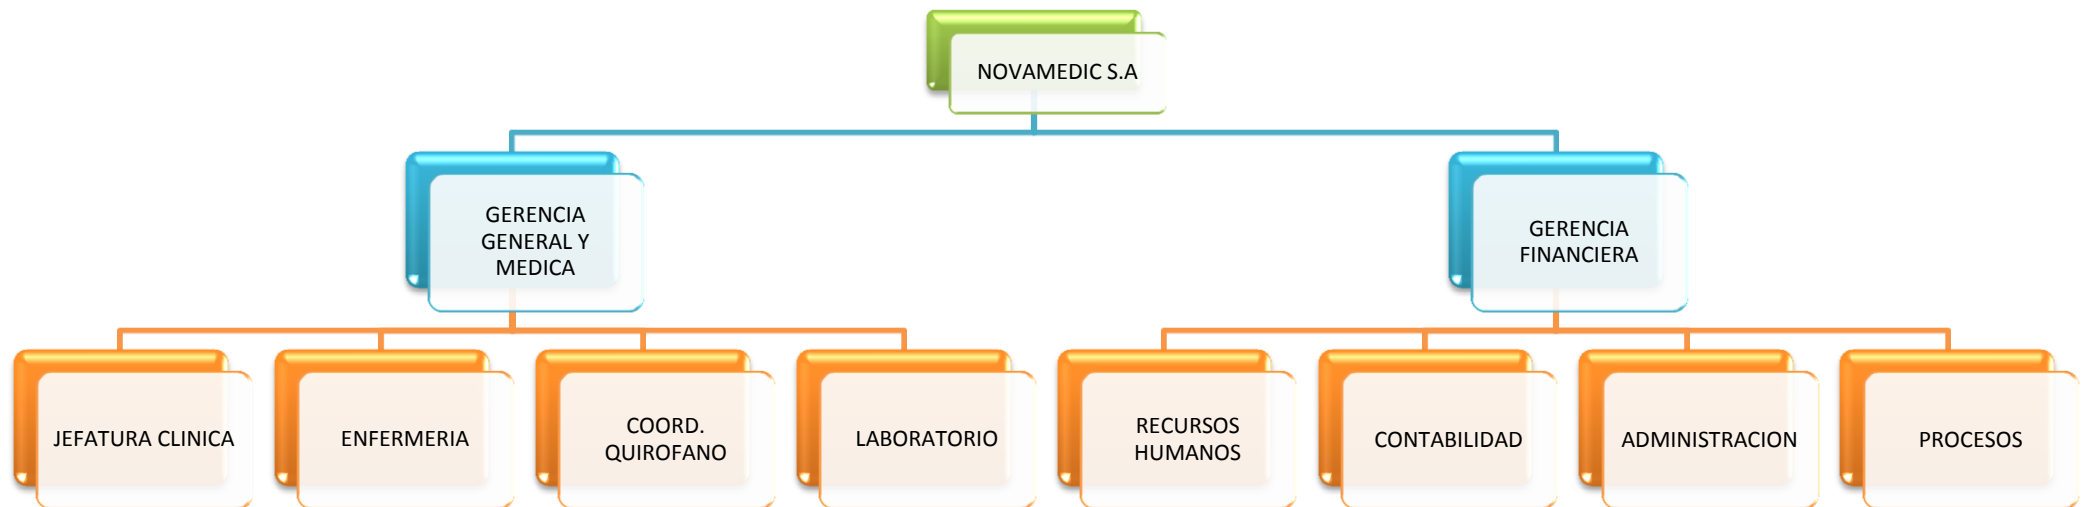 NOVAMEDIC S.A
GERENCIA
GENERAL Y
MEDICA
GERENCIA
FINANCIERA
JEFATURA CLINICA
ENFERMERIA
COORD.
QUIROFANO
LABORATORIO
RECURSOS
HUMANOS
CONTABILIDAD
ADMINISTRACION
PROCESOS